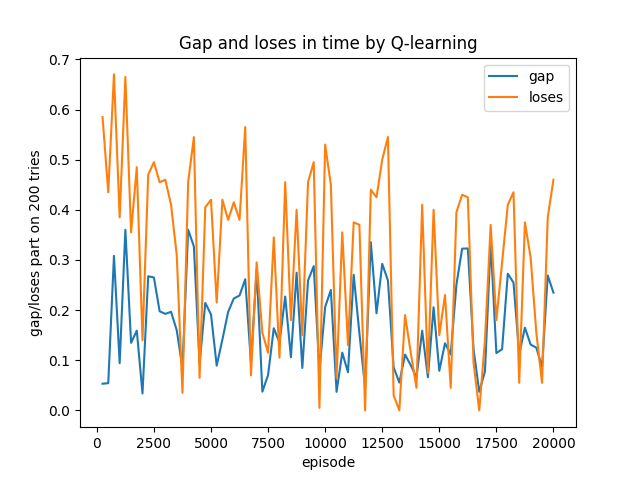 Gap and loses in time by Q-learning
gap
loses
gap/loses part on 200 tries
0.7
0.6
0.5
0.4
0.3
0.2
0.1
0.0
0 2500 5000 7500 10000 12500 15000 17500 20000
episode